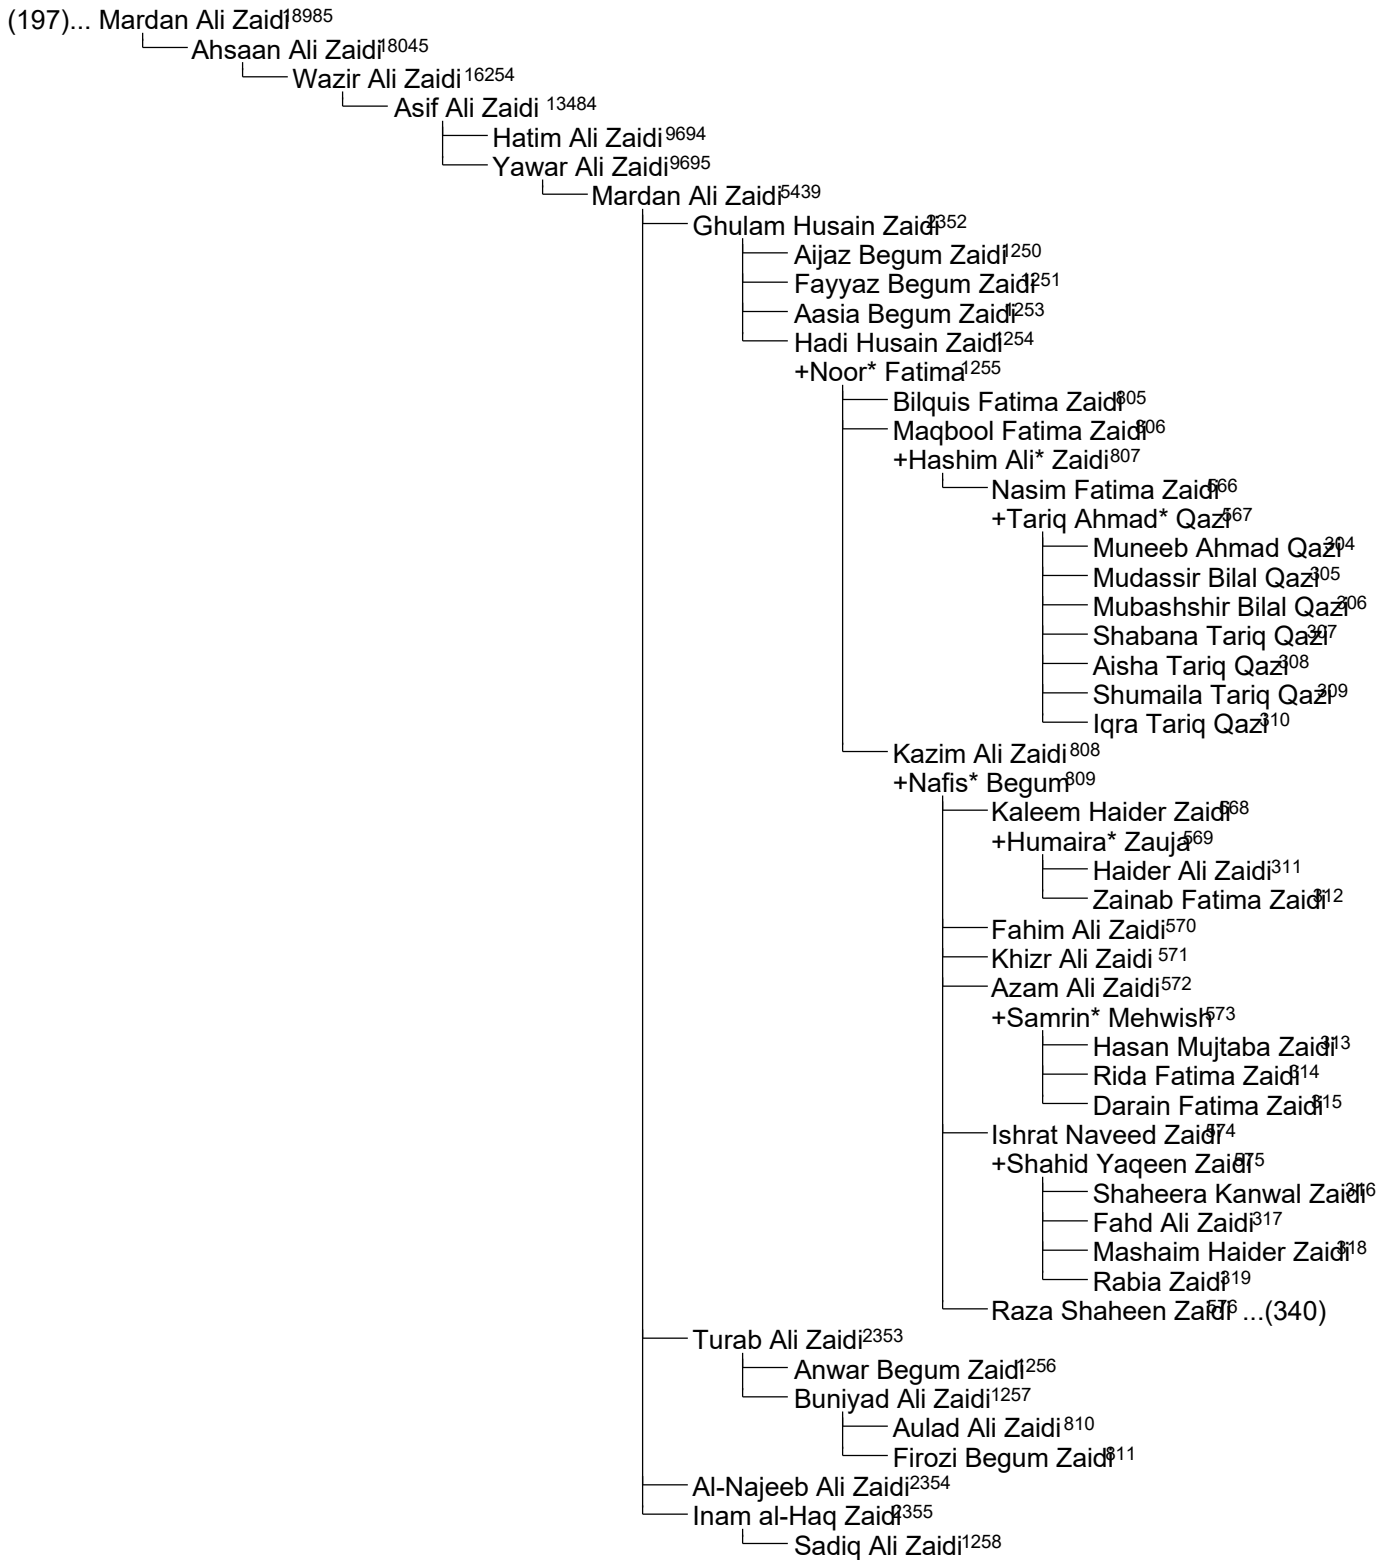 (197)... Mardan Ali Zaidi18985
Ahsaan Ali Zaidi18045
Wazir Ali Zaidi16254
Asif Ali Zaidi 13484
Hatim Ali Zaidi9694
Yawar Ali Zaidi9695
Mardan Ali Zaidi5439
Ghulam Husain Zaidi2352
Aijaz Begum Zaidi1250
Fayyaz Begum Zaidi1251
Aasia Begum Zaidi1253
Hadi Husain Zaidi1254
+Noor* Fatima1255
Bilquis Fatima Zaidi805
Maqbool Fatima Zaidi806
+Hashim Ali* Zaidi807
Nasim Fatima Zaidi566
+Tariq Ahmad* Qazi567
Muneeb Ahmad Qazi304
Mudassir Bilal Qazi305
Mubashshir Bilal Qazi306
Shabana Tariq Qazi307
Aisha Tariq Qazi308
Shumaila Tariq Qazi309
Iqra Tariq Qazi310
Kazim Ali Zaidi808
+Nafis* Begum809
Kaleem Haider Zaidi568
+Humaira* Zauja569
Haider Ali Zaidi311
Zainab Fatima Zaidi312
Fahim Ali Zaidi570
Khizr Ali Zaidi 571
Azam Ali Zaidi572
+Samrin* Mehwish573
Hasan Mujtaba Zaidi313
Rida Fatima Zaidi314
Darain Fatima Zaidi315
Ishrat Naveed Zaidi574
+Shahid Yaqeen Zaidi575
Shaheera Kanwal Zaidi316
Fahd Ali Zaidi317
Mashaim Haider Zaidi318
Rabia Zaidi319
Raza Shaheen Zaidi576 ...(340)
Turab Ali Zaidi2353
Anwar Begum Zaidi1256
Buniyad Ali Zaidi1257
Aulad Ali Zaidi810
Firozi Begum Zaidi811
Al-Najeeb Ali Zaidi2354
Inam al-Haq Zaidi2355
Sadiq Ali Zaidi1258